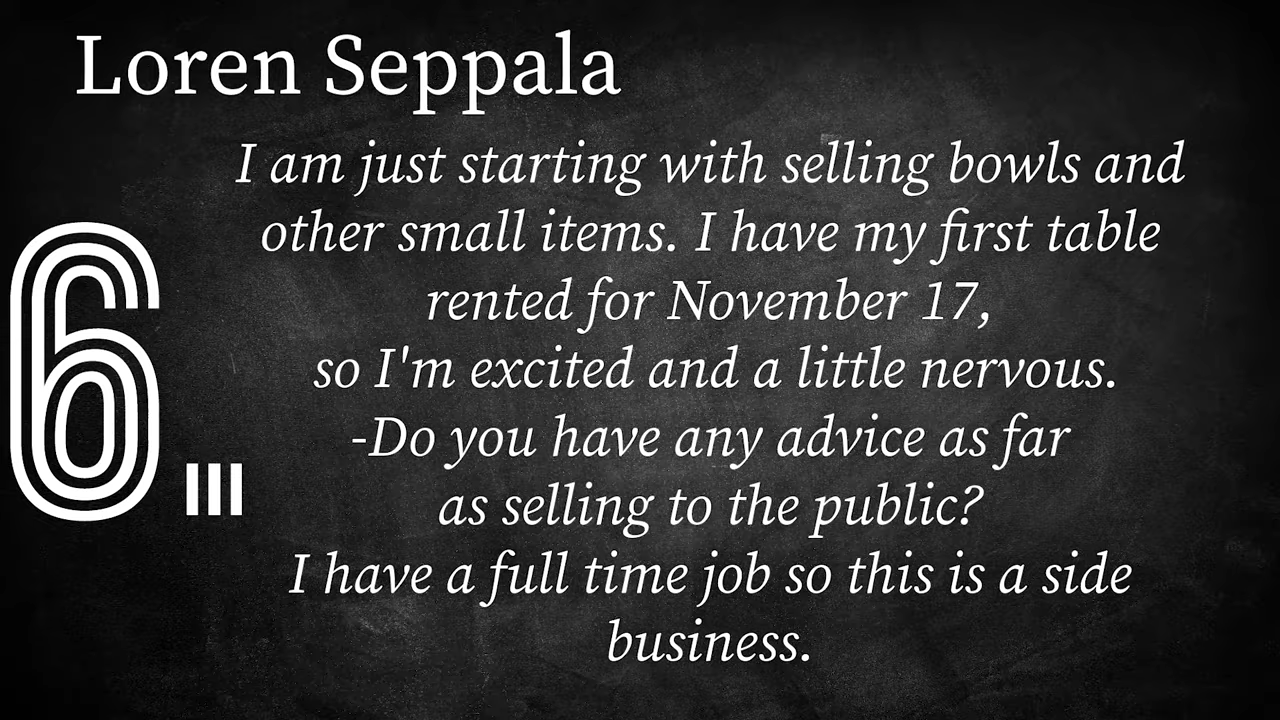 Loren Seppala
I am just starting with selling bowls and
other small items. I have my first table
rented for November 17,
so I'm excited and a little nervous.
-Do you have any advice as far
as selling to the public?
I have a full time job so this is a side
business.
6.